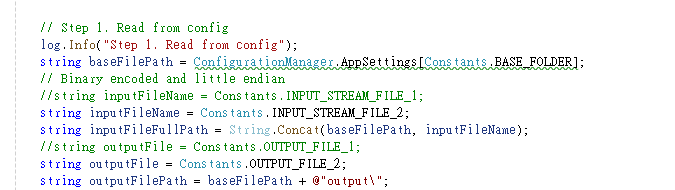 // Step 1. Read from config
log.Info("Step 1. Read from config");
string baseFilePath = ConfigurationManager.AppSettings[Constants.BASE_FOLDER];
// Binary encoded and little endian
//string inputFileName = Constants.INPUT_STREAM_FILE_1;
string inputFileName = Constants.INPUT_STREAM_FILE_2;
string inputFileFullPath = String.Concat(baseFilePath, inputFileName);
//string outputFile = Constants.OUTPUT_FILE_1;
string outputFile = Constants.OUTPUT_FILE_2;
string outputFilePath = baseFilePath + @"output\";